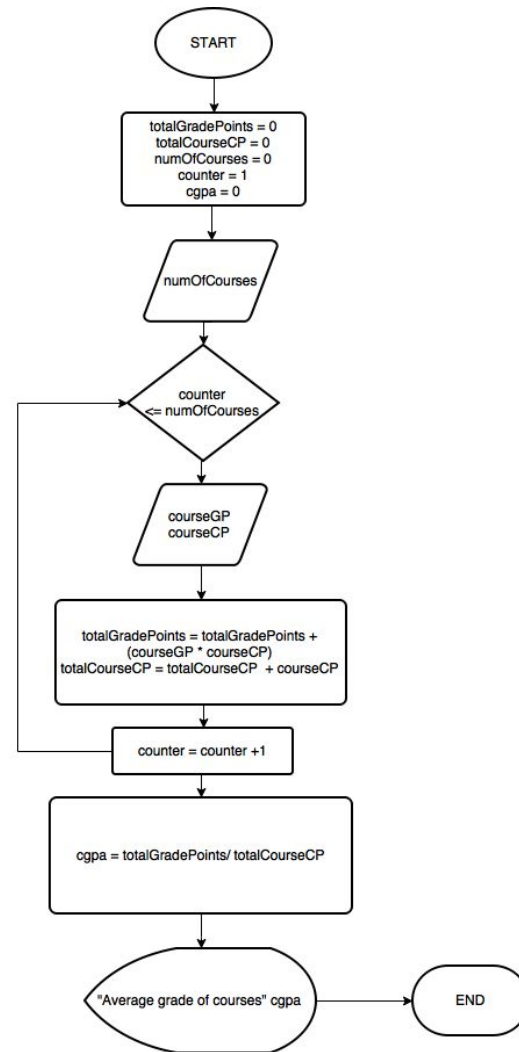 START
totalGradePoints = 0
totalCourseCP = 0
numOfCourses = 0
counter = 1
cgpa = 0
numOfCourses
counter
<= numOfCourses
courseGP
courseCP
totalGradePoints = totalGradePoints +
(courseGP * courseCP)
totalCourseCP = totalCourseCP + courseCP
counter = counter +1
cgpa = totalGradePoints/ totalCourseCP
"Average grade of courses" cgpa
END